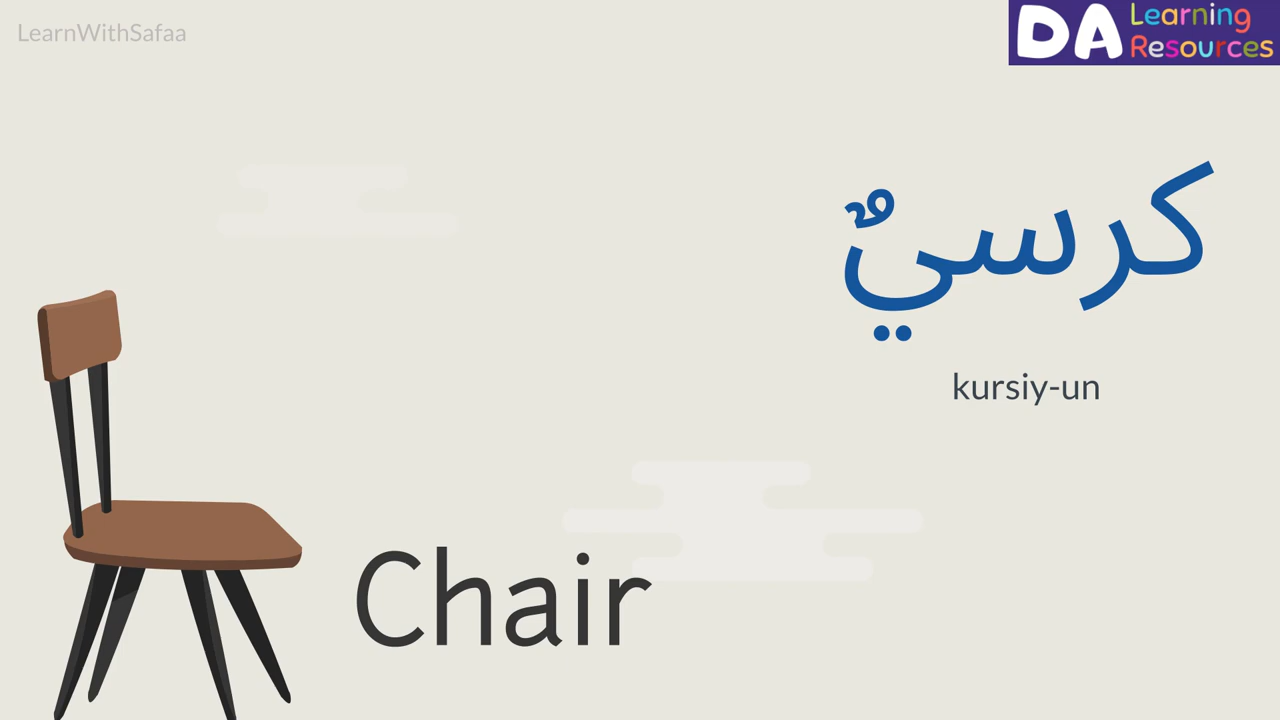 LearnWithSafaa
DA Learning
Resources
كرسيٌ
kursiy-un
Chair